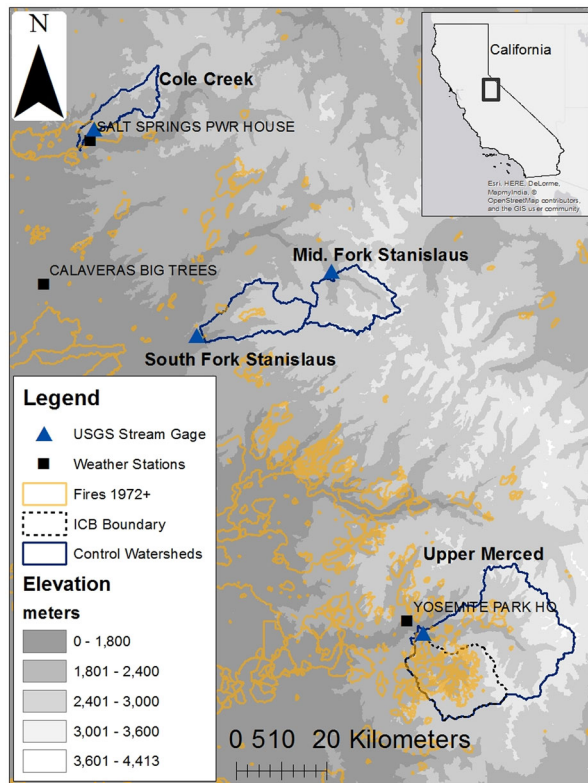 N
Cole Creek
SALT SPRINGS PWR HOUSE
California
Esri, HERE, DeLorme,
MapmyIndia, ©
OpenStreetMap contributors,
and the GIS user community
CALAVERAS BIG TREES
Mid. Fork Stanislaus
South Fork Stanislaus
Legend
USGS Stream Gage
Weather Stations
Fires 1972+
ICB Boundary
Control Watersheds
Elevation
meters
0 - 1,800
1,801 - 2,400
2,401 - 3,000
3,001 - 3,600
3,601 - 4,413
Upper Merced
YOSEMITE PARK HQ
0 510 20 Kilometers